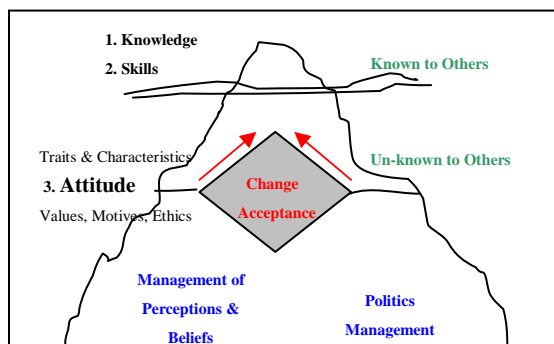 1. Knowledge
2. Skills
Known to Others
Traits & Characteristics
Un-known to Others
3. Attitude
Values, Motives, Ethics
Change
Acceptance
Management of
Perceptions &
Beliefs
Politics
Management